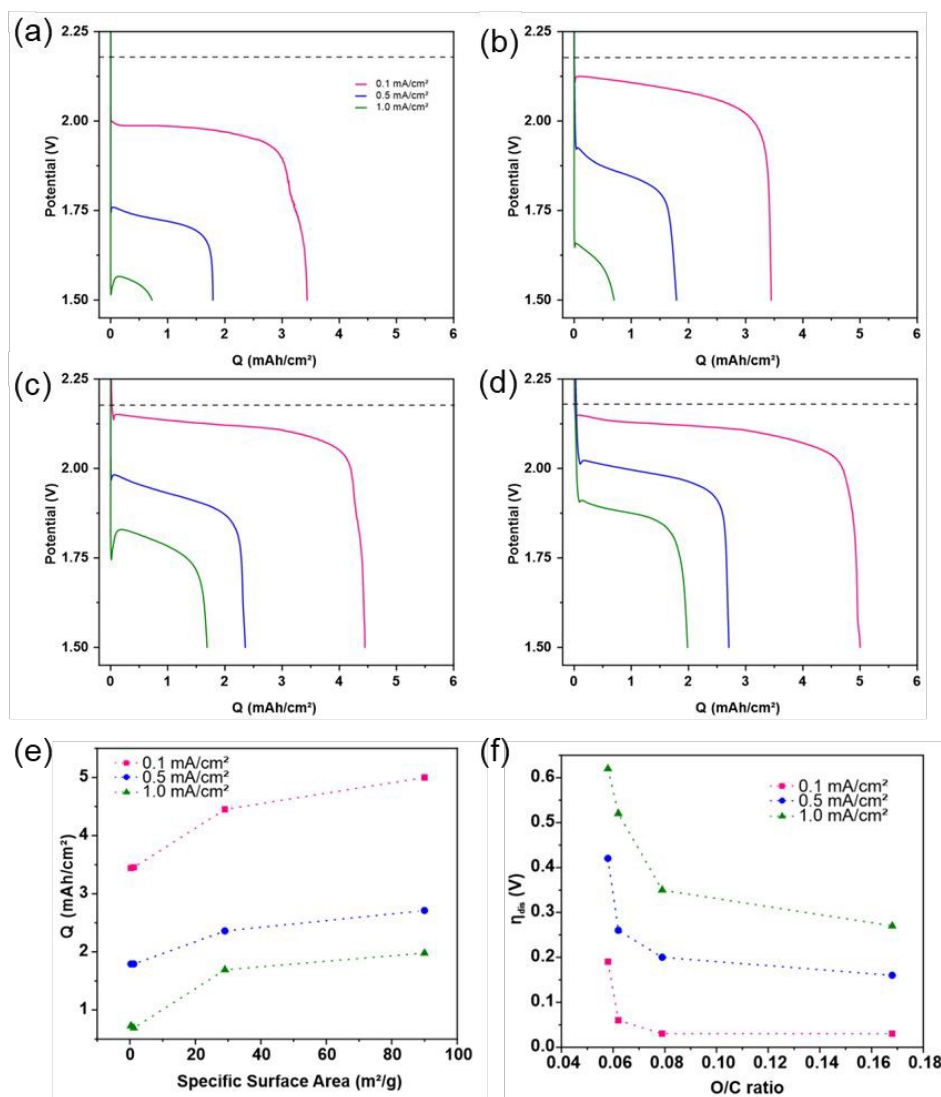 (a)
2.25
2.00
1.75
1.50
Potential (V)
0.1 mA/cm²
0.5 mA/cm²
1.0 mA/cm²
0 1 2 3 4 5 6
Q (mAh/cm²)
(b)
2.25
2.00
1.75
1.50
Potential (V)
0 1 2 3 4 5 6
Q (mAh/cm²)
(c)
2.25
2.00
1.75
1.50
Potential (V)
0 1 2 3 4 5 6
Q (mAh/cm²)
(d)
2.25
2.00
1.75
1.50
Potential (V)
0 1 2 3 4 5 6
Q (mAh/cm²)
(e)
0.1 mA/cm²
0.5 mA/cm²
1.0 mA/cm²
5
4
3
2
1
Q (mAh/cm²)
0 20 40 60 80 100
Specific Surface Area (m²/g)
(f)
0.1 mA/cm²
0.5 mA/cm²
1.0 mA/cm²
0.6
0.5
0.4
0.3
0.2
0.1
0.0
η_dis (V)
0.04 0.06 0.08 0.10 0.12 0.14 0.16 0.18
O/C ratio